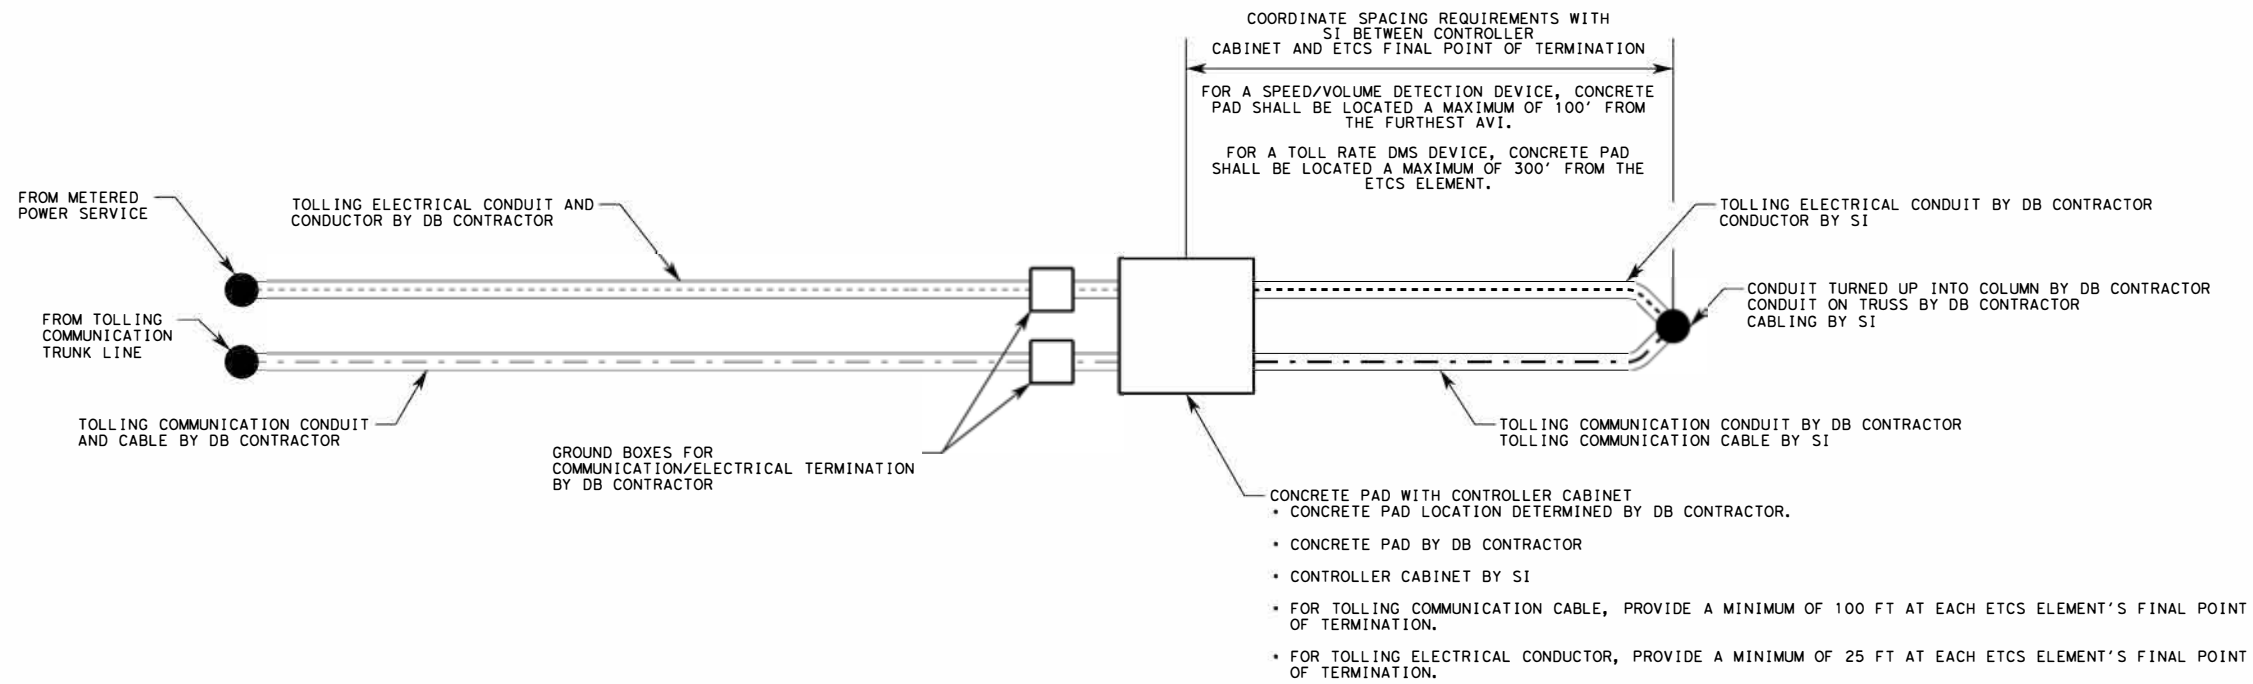 COORDINATE SPACING REQUIREMENTS WITH
SI BETWEEN CONTROLLER
CABINET AND ETCS FINAL POINT OF TERMINATION
FOR A SPEED/VOLUME DETECTION DEVICE, CONCRETE
PAD SHALL BE LOCATED A MAXIMUM OF 100' FROM
THE FURTHEST AVI.
FOR A TOLL RATE DMS DEVICE, CONCRETE PAD
SHALL BE LOCATED A MAXIMUM OF 300' FROM THE
ETCS ELEMENT.
FROM METERED
POWER SERVICE
TOLLING ELECTRICAL CONDUIT AND
CONDUCTOR BY DB CONTRACTOR
TOLLING ELECTRICAL CONDUIT BY DB CONTRACTOR
CONDUCTOR BY SI
CONDUIT TURNED UP INTO COLUMN BY DB CONTRACTOR
CONDUIT ON TRUSS BY DB CONTRACTOR
CABLING BY SI
FROM TOLLING
COMMUNICATION
TRUNK LINE
TOLLING COMMUNICATION CONDUIT
AND CABLE BY DB CONTRACTOR
GROUND BOXES FOR
COMMUNICATION/ELECTRICAL TERMINATION
BY DB CONTRACTOR
TOLLING COMMUNICATION CONDUIT BY DB CONTRACTOR
TOLLING COMMUNICATION CABLE BY SI
CONCRETE PAD WITH CONTROLLER CABINET
• CONCRETE PAD LOCATION DETERMINED BY DB CONTRACTOR.
• CONCRETE PAD BY DB CONTRACTOR
• CONTROLLER CABINET BY SI
• FOR TOLLING COMMUNICATION CABLE, PROVIDE A MINIMUM OF 100 FT AT EACH ETCS ELEMENT'S FINAL POINT
OF TERMINATION.
• FOR TOLLING ELECTRICAL CONDUCTOR, PROVIDE A MINIMUM OF 25 FT AT EACH ETCS ELEMENT'S FINAL POINT
OF TERMINATION.